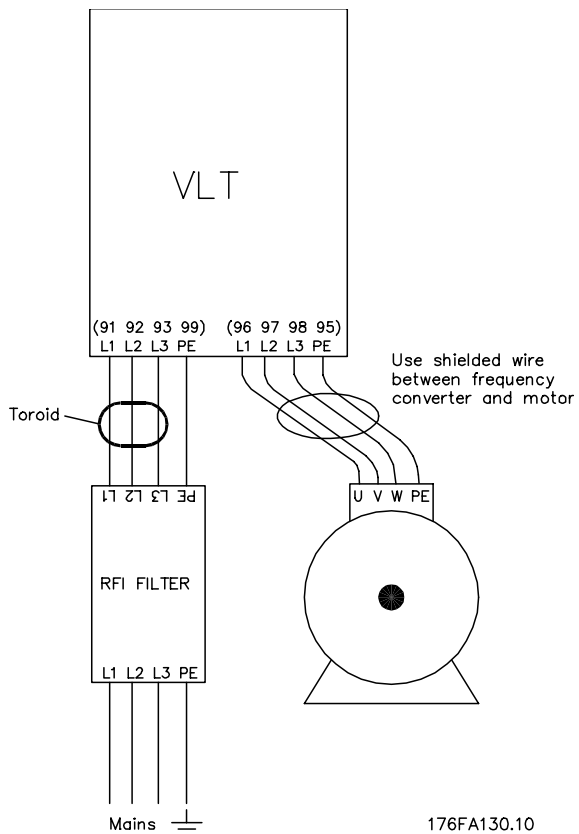 VLT
(91 92 93 99)
L1 L2 L3 PE
(96 97 98 95)
L1 L2 L3 PE
Use shielded wire
between frequency
converter and motor
Toroid
L1 L2 L3 PE
U V W PE
RFI FILTER
L1 L2 L3 PE
Mains
176FA130.10